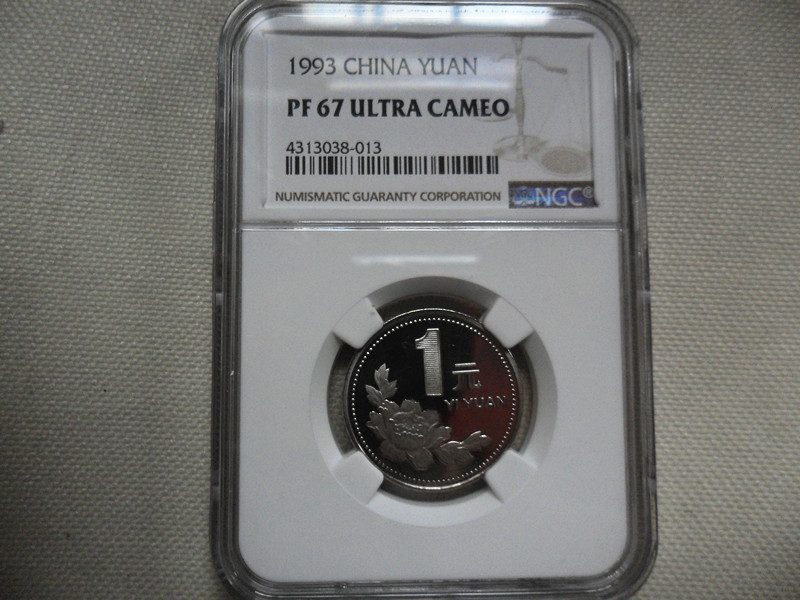 1993 CHINA YUAN
PF 67 ULTRA CAMEO
4313038-013
NUMISMATIC GUARANTY CORPORATION
NGC®
1
元
YI YUAN